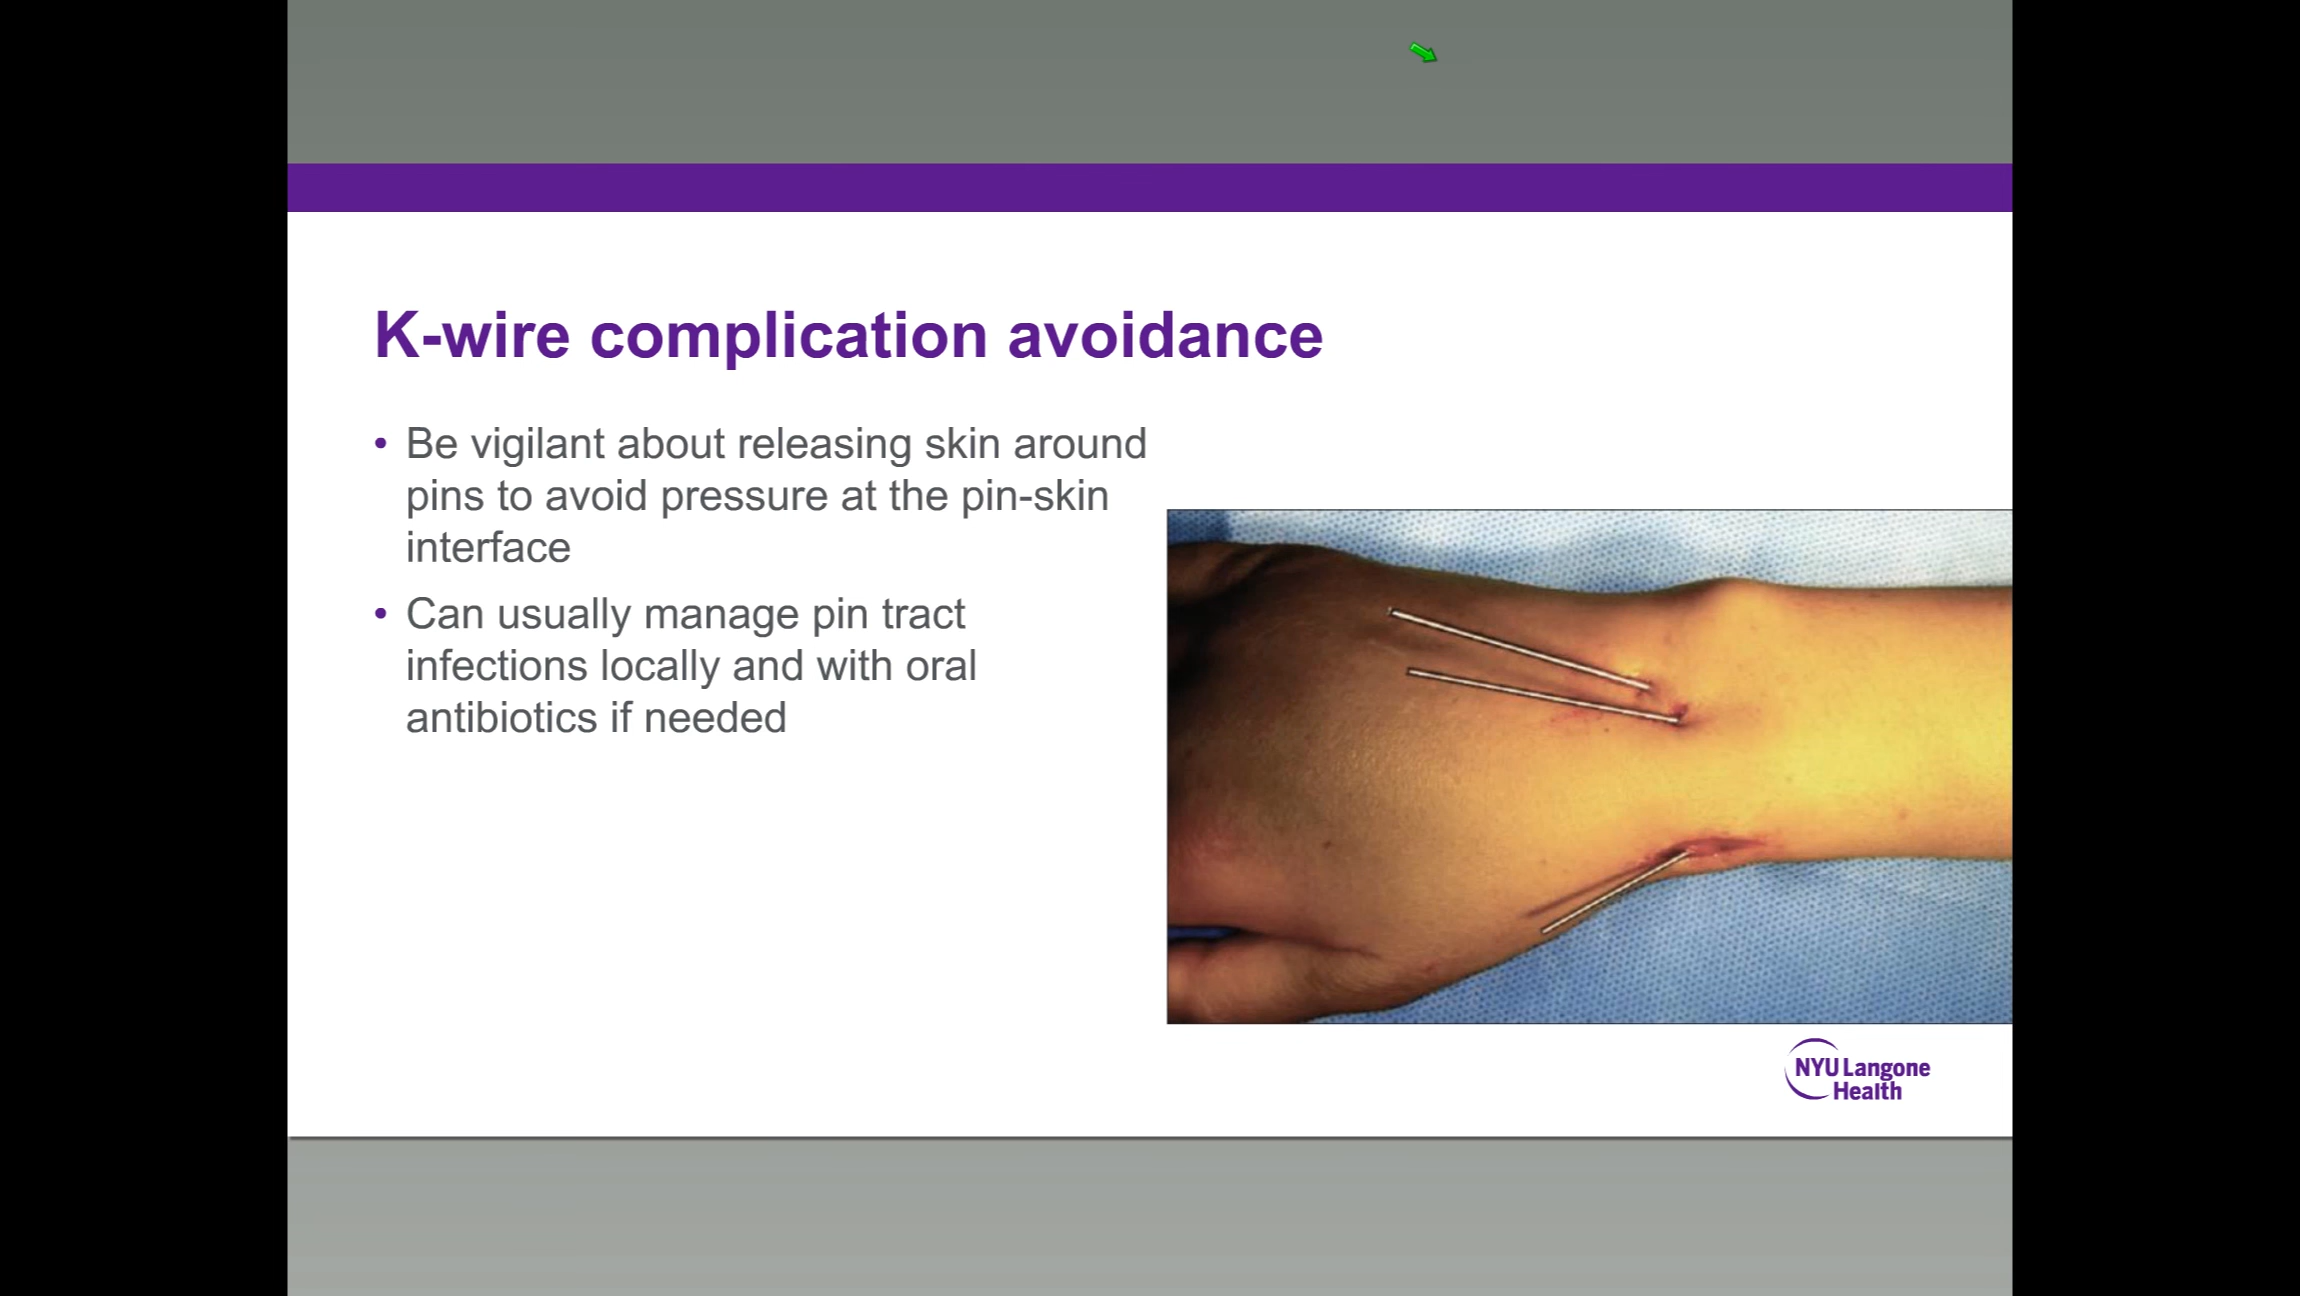 K-wire complication avoidance
• Be vigilant about releasing skin around
pins to avoid pressure at the pin-skin
interface
• Can usually manage pin tract
infections locally and with oral
antibiotics if needed
NYU Langone
Health